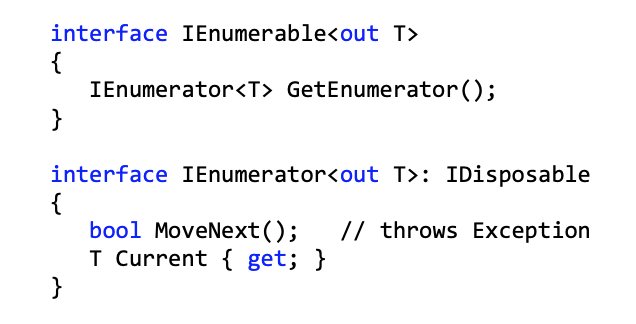 interface IEnumerable<out T>
{
   IEnumerator<T> GetEnumerator();
}

interface IEnumerator<out T>: IDisposable
{
   bool MoveNext();   // throws Exception
   T Current { get; }
}